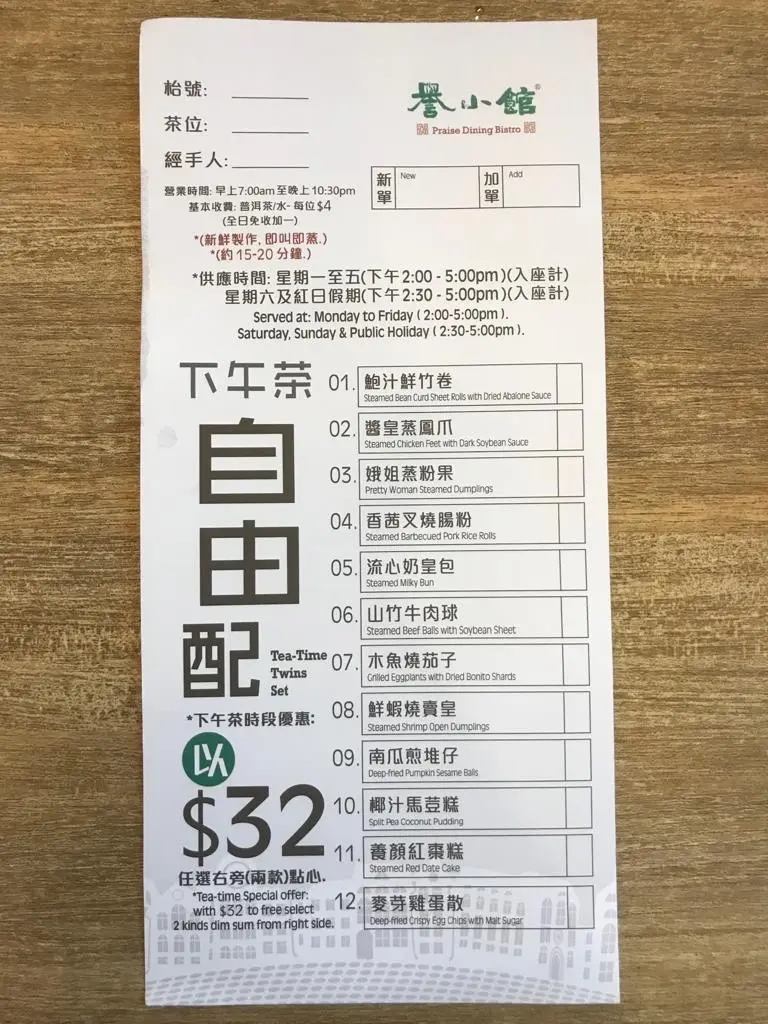 枱號:
茶位:
經手人:
譽小館®
Praise Dining Bistro
新單 New
加單 Add
營業時間: 早上7:00am至晚上10:30pm
基本收費: 普洱茶/水- 每位$4
(全日免收加一)
*(新鮮製作, 即叫即蒸.)
*(約 15-20 分鐘.)
*供應時間: 星期一至五(下午2:00 - 5:00pm)(入座計)
星期六及紅日假期(下午2:30 - 5:00pm)(入座計)
Served at: Monday to Friday ( 2:00-5:00pm ).
Saturday, Sunday & Public Holiday ( 2:30-5:00pm ).
下午茶
自由配
Tea-Time
Twins
Set
*下午茶時段優惠:
以
$32
任選右旁(兩款)點心.
*Tea-time Special offer:
with $32 to free select
2 kinds dim sum from right side.
01. 鮑汁鮮竹卷
Steamed Bean Curd Sheet Rolls with Dried Abalone Sauce
02. 醬皇蒸鳳爪
Steamed Chicken Feet with Dark Soybean Sauce
03. 娥姐蒸粉果
Pretty Woman Steamed Dumplings
04. 香茜叉燒腸粉
Steamed Barbecued Pork Rice Rolls
05. 流心奶皇包
Steamed Milky Bun
06. 山竹牛肉球
Steamed Beef Balls with Soybean Sheet
07. 木魚燒茄子
Grilled Eggplants with Dried Bonito Shards
08. 鮮蝦燒賣皇
Steamed Shrimp Open Dumplings
09. 南瓜煎堆仔
Deep-fried Pumpkin Sesame Balls
10. 椰汁馬荳糕
Split Pea Coconut Pudding
11. 養顏紅棗糕
Steamed Red Date Cake
12. 麥芽雞蛋散
Deep-fried Crispy Egg Chips with Malt Sugar